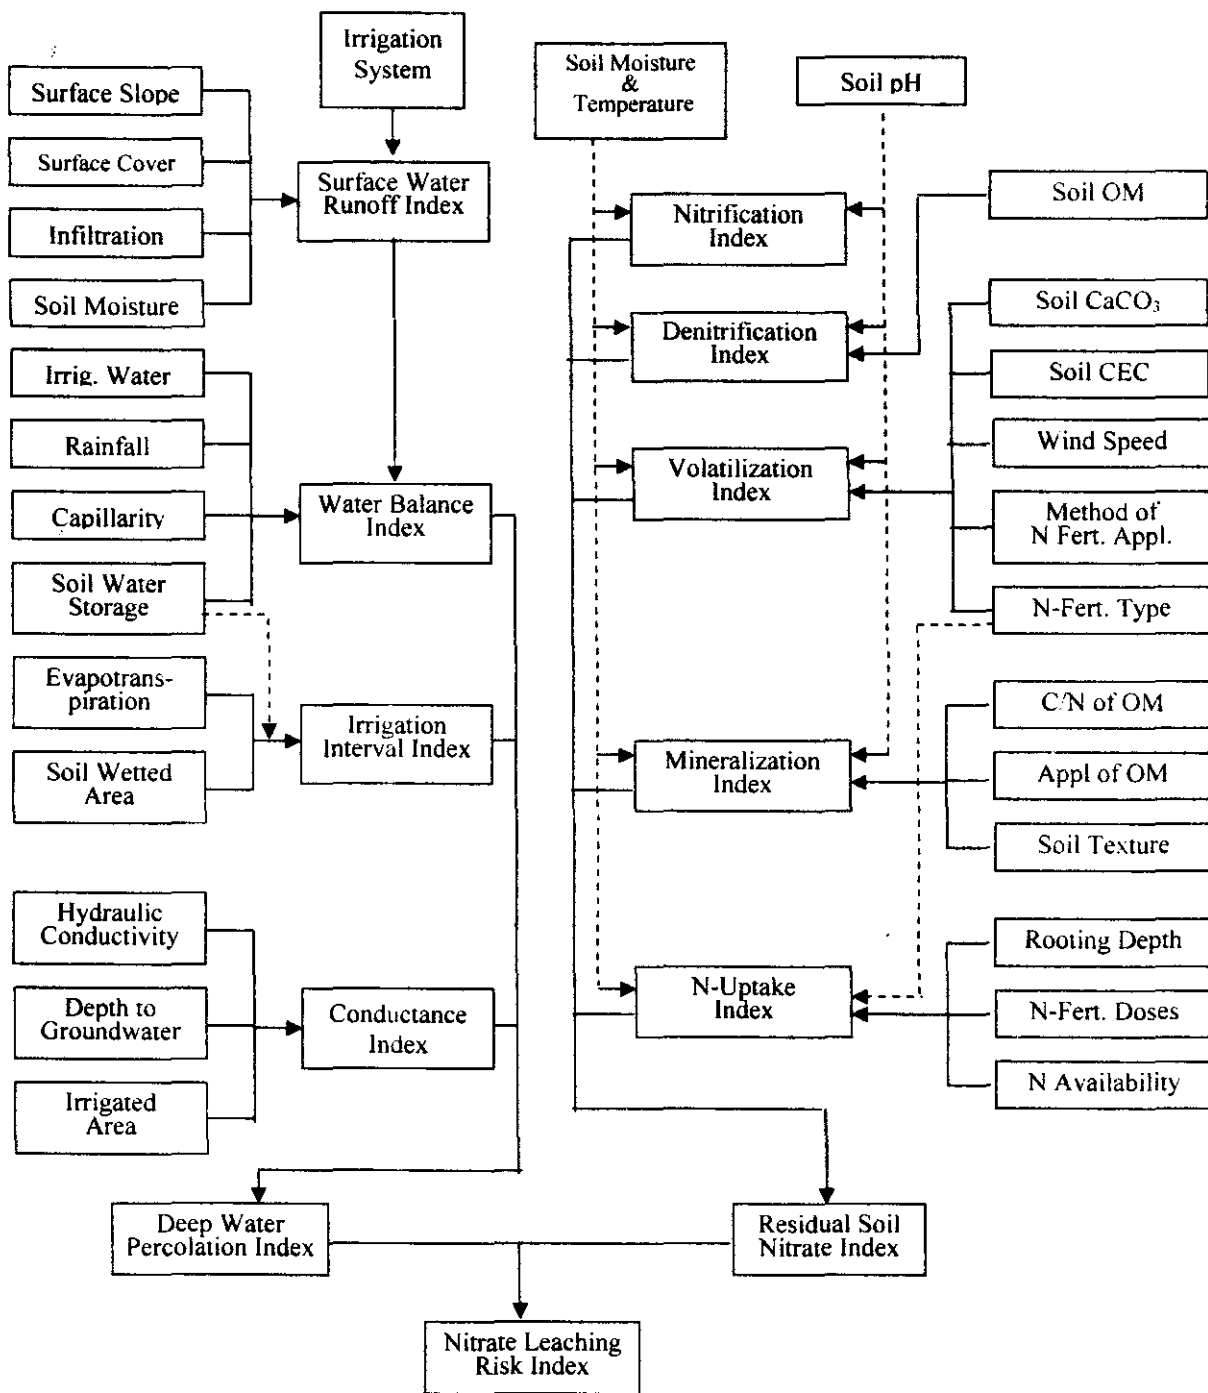 Irrigation
System
Soil Moisture
&
Temperature
Soil pH
Surface Slope
Surface Cover
Infiltration
Soil Moisture
Surface Water
Runoff Index
Nitrification
Index
Soil OM
Denitrification
Index
Soil CaCO₃
Soil CEC
Wind Speed
Method of
N Fert. Appl.
N-Fert. Type
Irrig. Water
Rainfall
Capillarity
Soil Water
Storage
Water Balance
Index
Volatilization
Index
Evapotrans-
piration
Soil Wetted
Area
Irrigation
Interval Index
Mineralization
Index
C/N of OM
Appl of OM
Soil Texture
Hydraulic
Conductivity
Depth to
Groundwater
Irrigated
Area
Conductance
Index
N-Uptake
Index
Rooting Depth
N-Fert. Doses
N Availability
Deep Water
Percolation Index
Residual Soil
Nitrate Index
Nitrate Leaching
Risk Index